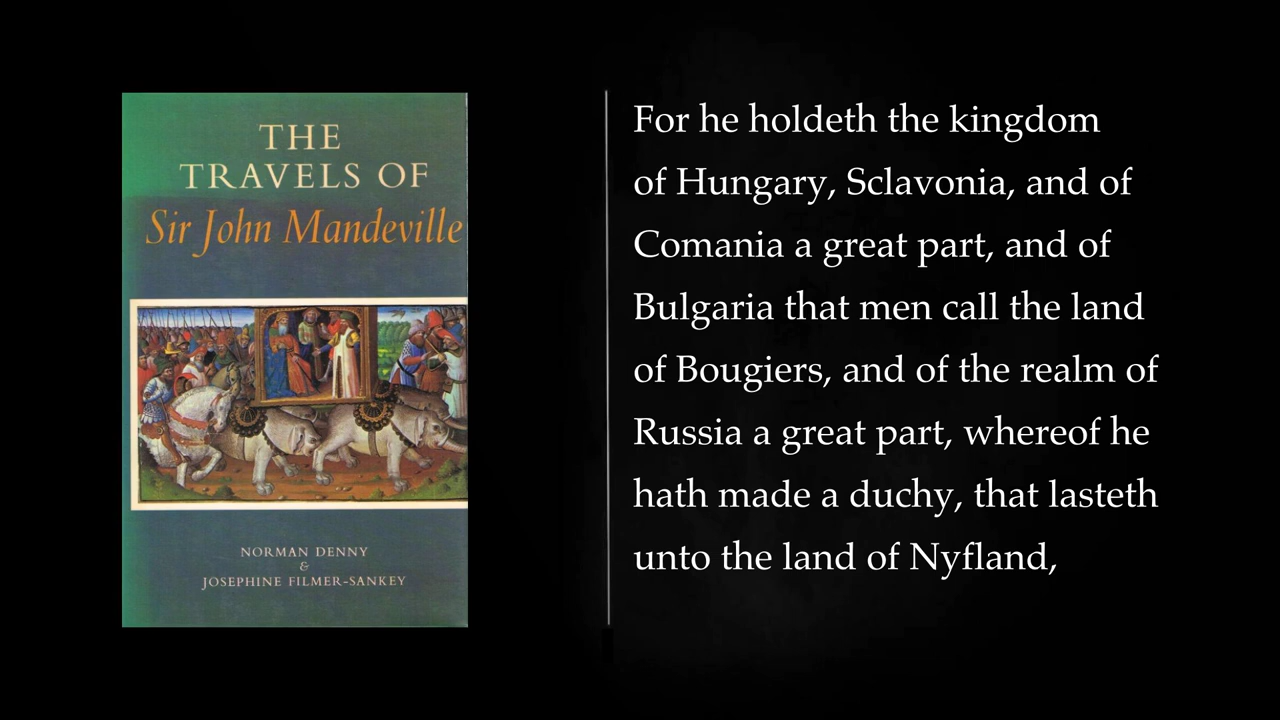 THE
TRAVELS OF
Sir John Mandeville
NORMAN DENNY
&
JOSEPHINE FILMER-SANKEY
For he holdeth the kingdom
of Hungary, Sclavonia, and of
Comania a great part, and of
Bulgaria that men call the land
of Bougiers, and of the realm of
Russia a great part, whereof he
hath made a duchy, that lasteth
unto the land of Nyfland,